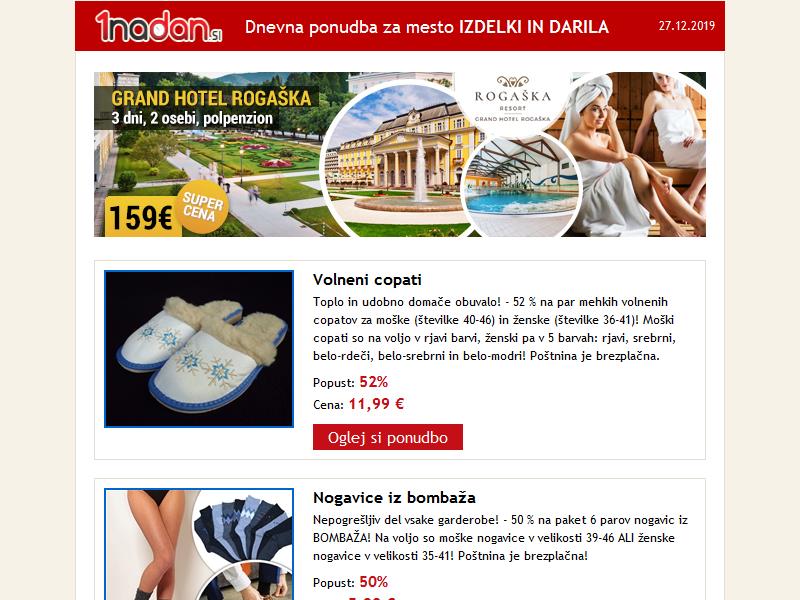 1nadan.SI
Dnevna ponudba za mesto IZDELKI IN DARILA
27.12.2019
GRAND HOTEL ROGAŠKA
3 dni, 2 osebi, polpenzion
159€
SUPER
CENA
ROGAŠKA
RESORT
GRAND HOTEL ROGAŠKA
Volneni copati
Toplo in udobno domače obuvalo! - 52 % na par mehkih volnenih
copatov za moške (številke 40-46) in ženske (številke 36-41)! Moški
copati so na voljo v rjavi barvi, ženski pa v 5 barvah: rjavi, srebrni,
belo-rdeči, belo-srebrni in belo-modri! Poštnina je brezplačna.
Popust: 52%
Cena: 11,99 €
Oglej si ponudbo
Nogavice iz bombaža
Nepogrešljiv del vsake garderobe! - 50 % na paket 6 parov nogavic iz
BOMBAŽA! Na voljo so moške nogavice v velikosti 39-46 ALI ženske
nogavice v velikosti 35-41! Poštnina je brezplačna!
Popust: 50%